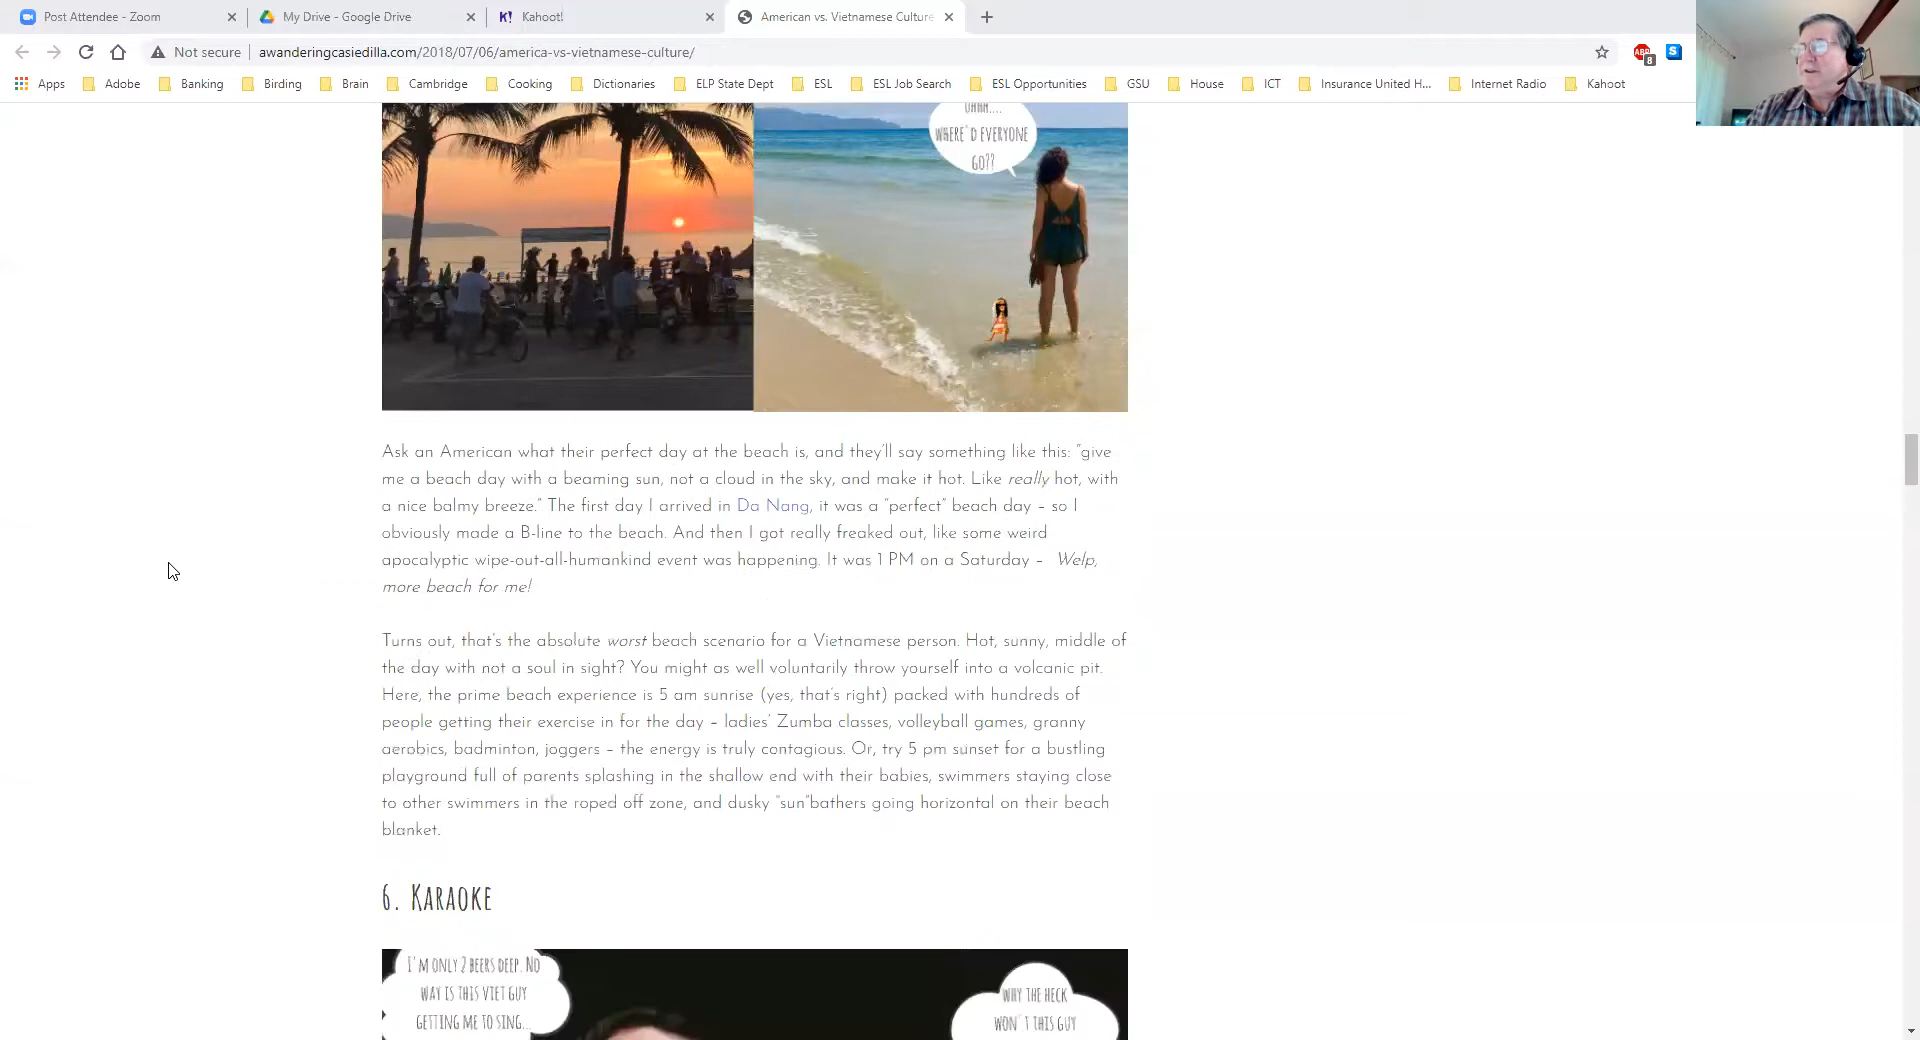 Post Attendee - Zoom
My Drive - Google Drive
K!
Kahoot!
American vs. Vietnamese Culture
Not secure
awanderingcasiedilla.com/2018/07/06/america-vs-vietnamese-culture/
ABP
8
S
Apps
Adobe
Banking
Birding
Brain
Cambridge
Cooking
Dictionaries
ELP State Dept
ESL
ESL Job Search
ESL Opportunities
GSU
House
ICT
Insurance United H...
Internet Radio
Kahoot
UHHH....
WHERE'D EVERYONE
GO??
Ask an American what their perfect day at the beach is, and they'll say something like this: "give
me a beach day with a beaming sun, not a cloud in the sky, and make it hot. Like really hot, with
a nice balmy breeze." The first day I arrived in Da Nang, it was a "perfect" beach day – so I
obviously made a B-line to the beach. And then I got really freaked out, like some weird
apocalyptic wipe-out-all-humankind event was happening. It was 1 PM on a Saturday – Welp,
more beach for me!
Turns out, that's the absolute worst beach scenario for a Vietnamese person. Hot, sunny, middle of
the day with not a soul in sight? You might as well voluntarily throw yourself into a volcanic pit.
Here, the prime beach experience is 5 am sunrise (yes, that's right) packed with hundreds of
people getting their exercise in for the day – ladies' Zumba classes, volleyball games, granny
aerobics, badminton, joggers – the energy is truly contagious. Or, try 5 pm sunset for a bustling
playground full of parents splashing in the shallow end with their babies, swimmers staying close
to other swimmers in the roped off zone, and dusky "sun"bathers going horizontal on their beach
blanket.
6. KARAOKE
I'M ONLY 2 BEERS DEEP. NO
WAY IS THIS VIET GUY
GETTING ME TO SING...
WHY THE HECK
WON'T THIS GUY